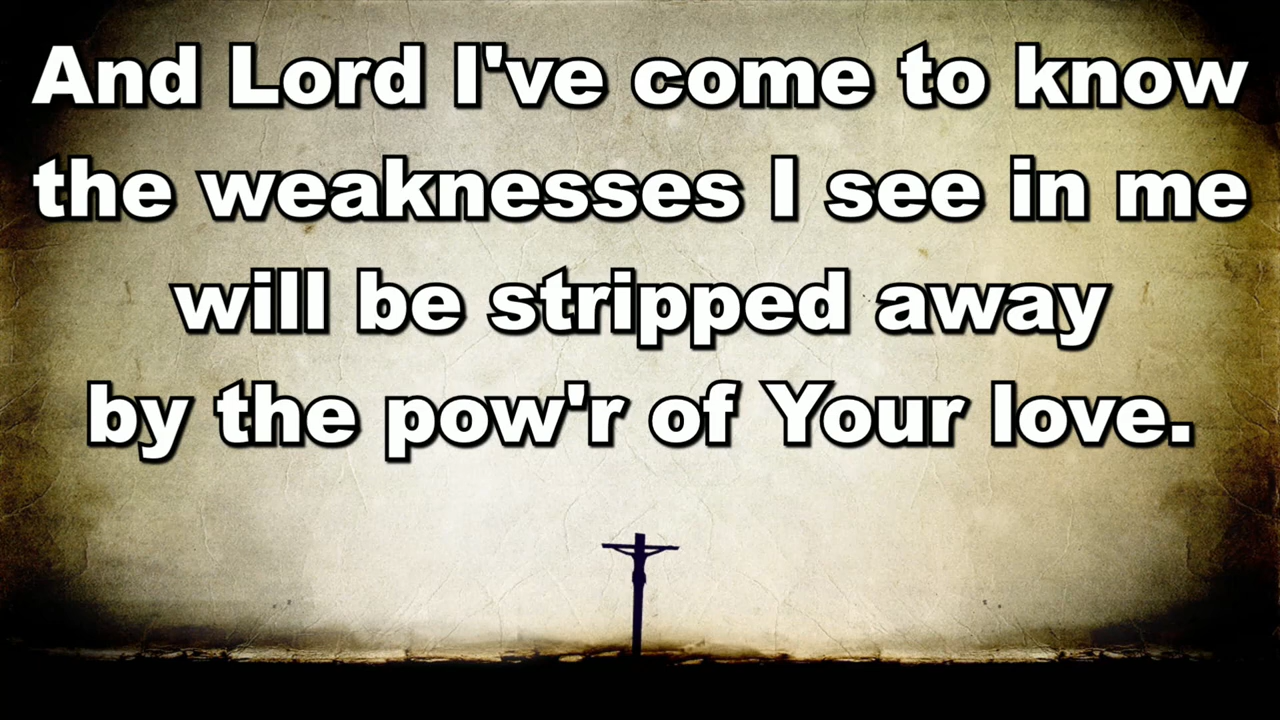 And Lord I've come to know
the weaknesses I see in me
will be stripped away
by the pow'r of Your love.